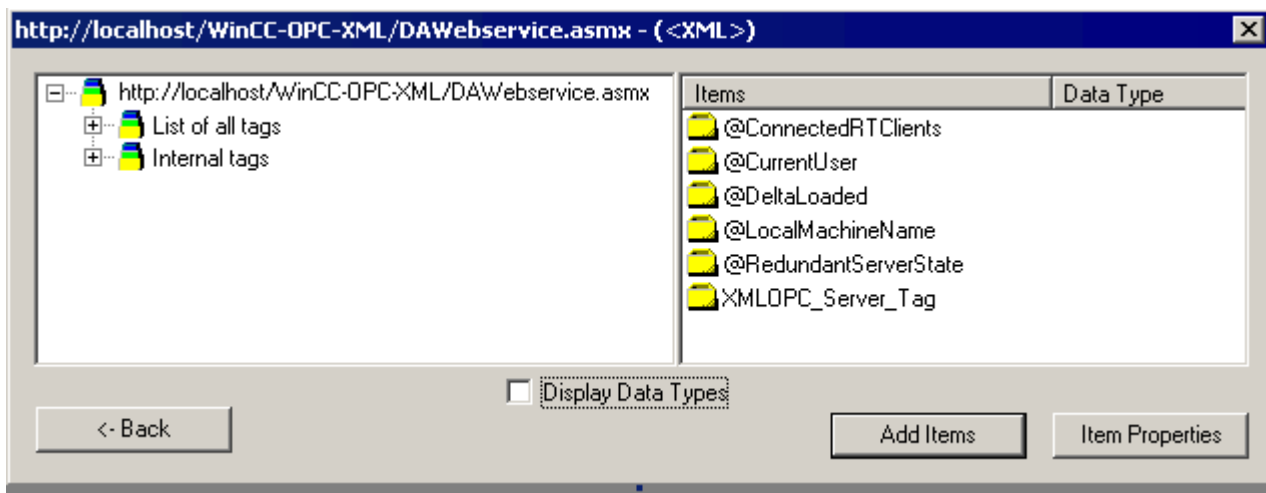 http://localhost/WinCC-OPC-XML/DAWebservice.asmx - (<XML>)
http://localhost/WinCC-OPC-XML/DAWebservice.asmx
List of all tags
Internal tags
Items Data Type
@ConnectedRTClients
@CurrentUser
@DeltaLoaded
@LocalMachineName
@RedundantServerState
XMLOPC_Server_Tag
Display Data Types
<- Back
Add Items
Item Properties